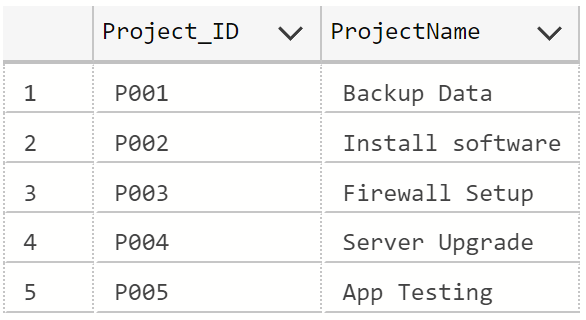 Project_ID ProjectName
1 P001 Backup Data
2 P002 Install software
3 P003 Firewall Setup
4 P004 Server Upgrade
5 P005 App Testing